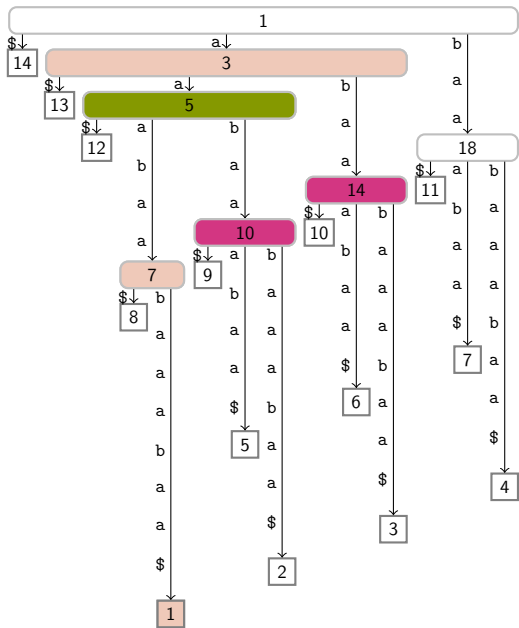 1
$ a b
14 3 a
$ a b a
13 5 a 18
$ a b a $ a b
12 b a 14 11 b a
a 10 $ a b a a
a $ a b 10 b a a b
7 9 b a a a $ a
$ b a a a a 7 a
8 a a a $ b $
a $ b 6 a 4
a 5 a a
b a $
a $ 3
a 2
$
1